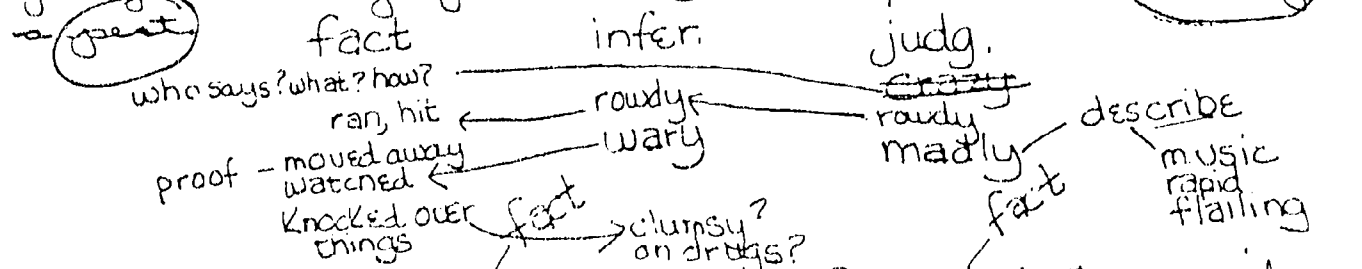 a pest.
fact infer. judg.
who says? what? how? crazy
ran, hit rowdy rowdy describe
proof - moved away wary madly music
watched rapid
fact flailing
knocked over fact clumsy?
things on drugs?